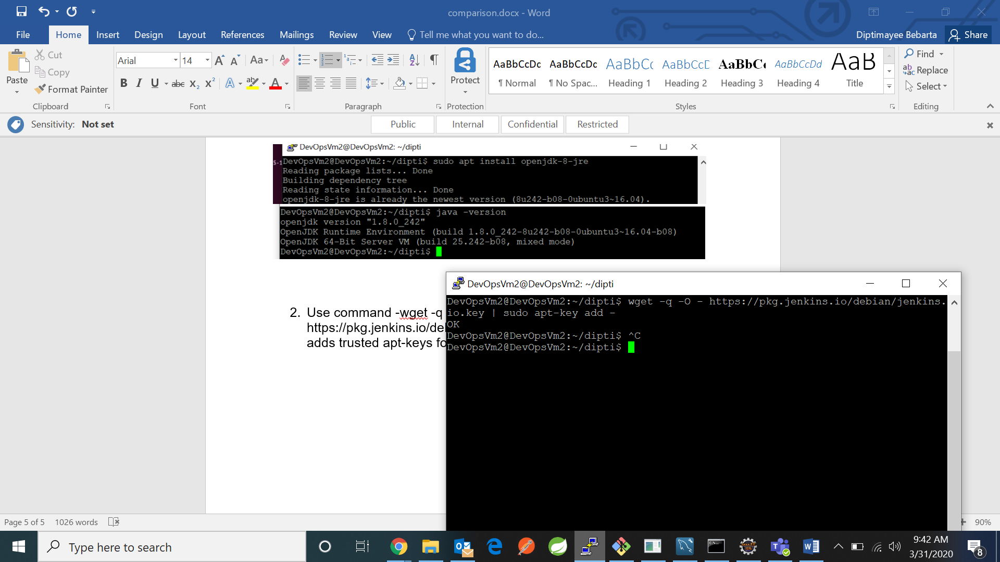 comparison.docx - Word
File Home Insert Design Layout References Mailings Review View Tell me what you want to do... Diptimayee Bebarta Share
Paste
Cut
Copy
Format Painter
Clipboard
Arial 14
Aa
B I U abc X₂ X² A ab A
Font
Paragraph
Protect
Protection
AaBbCcDc AaBbCcDc AaBbCc AaBbCcD AaBbCc AaBbCcDd AaB
¶ Normal ¶ No Spac... Heading 1 Heading 2 Heading 3 Heading 4 Title
Styles
Find
Replace
Select
Editing
Sensitivity: Not set
Public Internal Confidential Restricted
DevOpsVm2@DevOpsVm2: ~/dipti
DevOpsVm2@DevOpsVm2:~/dipti$ sudo apt install openjdk-8-jre
Reading package lists... Done
Building dependency tree
Reading state information... Done
openjdk-8-jre is already the newest version (8u242-b08-0ubuntu3~16.04).
DevOpsVm2@DevOpsVm2:~/dipti$ java -version
openjdk version "1.8.0_242"
OpenJDK Runtime Environment (build 1.8.0_242-8u242-b08-0ubuntu3~16.04-b08)
OpenJDK 64-Bit Server VM (build 25.242-b08, mixed mode)
DevOpsVm2@DevOpsVm2:~/dipti$
2. Use command -wget -q
https://pkg.jenkins.io/de
adds trusted apt-keys fo
DevOpsVm2@DevOpsVm2: ~/dipti
DevOpsVm2@DevOpsVm2:~/dipti$ wget -q -O - https://pkg.jenkins.io/debian/jenkins.
io.key | sudo apt-key add -
OK
DevOpsVm2@DevOpsVm2:~/dipti$ ^C
DevOpsVm2@DevOpsVm2:~/dipti$
Page 5 of 5 1026 words
90%
Type here to search
9:42 AM
3/31/2020
8